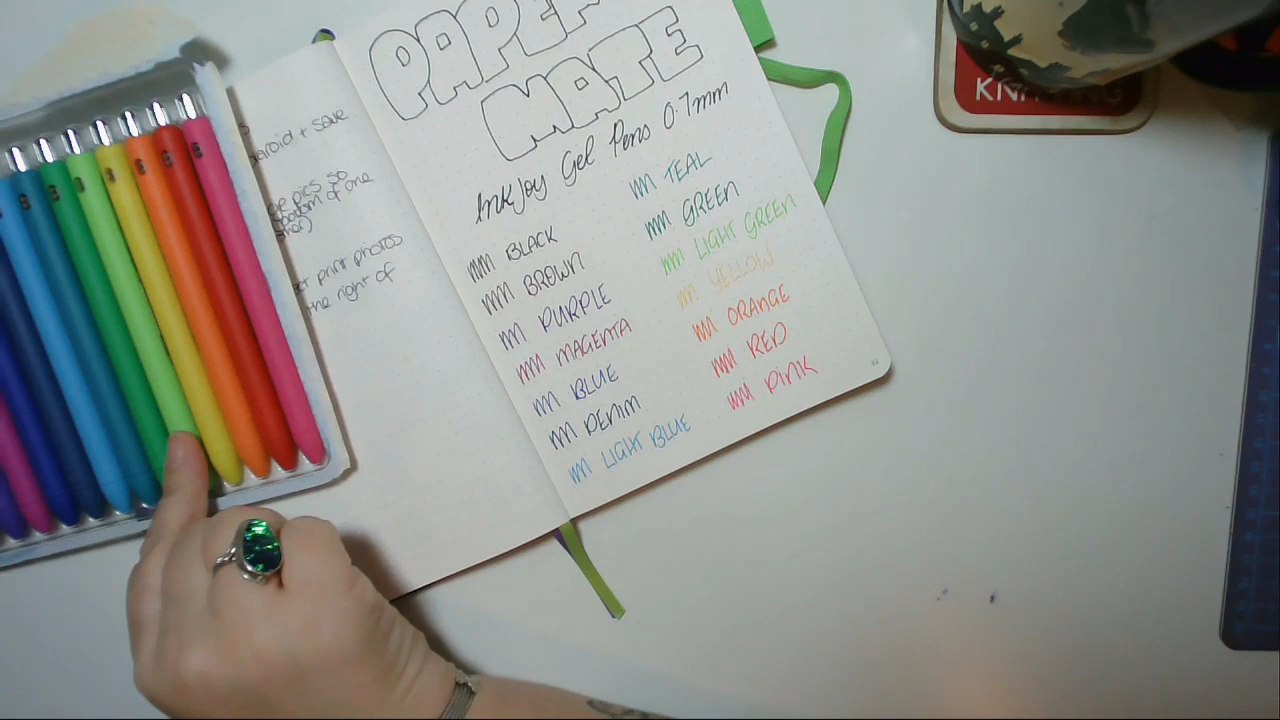 PAPER
MATE
InkJoy Gel Pens 0.7mm
BLACK
BROWN
PURPLE
MAGENTA
BLUE
DENIM
LIGHT BLUE
TEAL
GREEN
LIGHT GREEN
YELLOW
ORANGE
RED
PINK
+ save
pics so
bottom of one
print photos
the right of